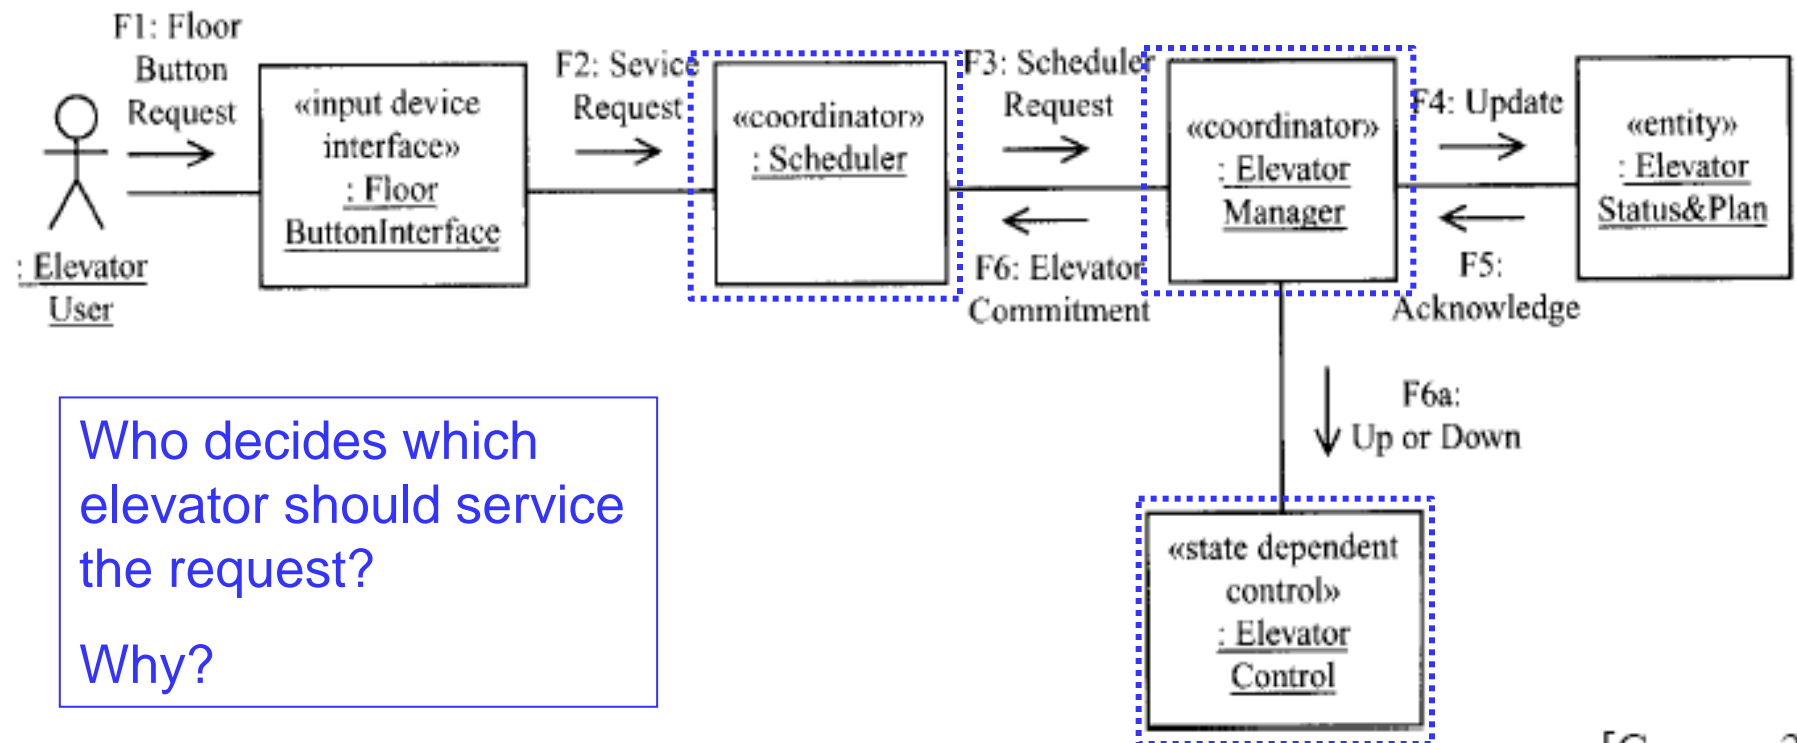 F1: Floor
Button
Request
: Elevator
User
«input device
interface»
: Floor
ButtonInterface
F2: Sevice
Request
«coordinator»
: Scheduler
F3: Scheduler
Request
F6: Elevator
Commitment
«coordinator»
: Elevator
Manager
F4: Update
F5:
Acknowledge
«entity»
: Elevator
Status&Plan
F6a:
Up or Down
«state dependent
control»
: Elevator
Control
Who decides which
elevator should service
the request?
Why?